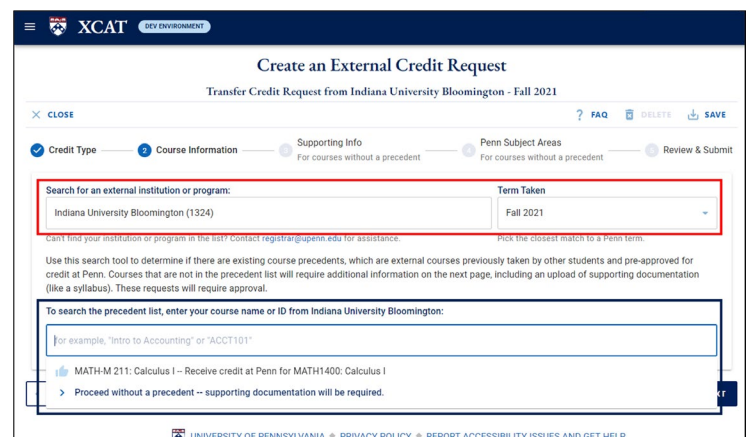 XCAT DEV ENVIRONMENT
Create an External Credit Request
Transfer Credit Request from Indiana University Bloomington - Fall 2021
CLOSE
? FAQ DELETE SAVE
Credit Type
2 Course Information
3 Supporting Info
For courses without a precedent
4 Penn Subject Areas
For courses without a precedent
5 Review & Submit
Search for an external institution or program:
Indiana University Bloomington (1324)
Can't find your institution or program in the list? Contact registrar@upenn.edu for assistance.
Term Taken
Fall 2021
Pick the closest match to a Penn term.
Use this search tool to determine if there are existing course precedents, which are external courses previously taken by other students and pre-approved for
credit at Penn. Courses that are not in the precedent list will require additional information on the next page, including an upload of supporting documentation
(like a syllabus). These requests will require approval.
To search the precedent list, enter your course name or ID from Indiana University Bloomington:
for example, "Intro to Accounting" or "ACCT101"
MATH-M 211: Calculus I -- Receive credit at Penn for MATH1400: Calculus I
Proceed without a precedent -- supporting documentation will be required.
UNIVERSITY OF PENNSYLVANIA PRIVACY POLICY REPORT ACCESSIBILITY ISSUES AND GET HELP